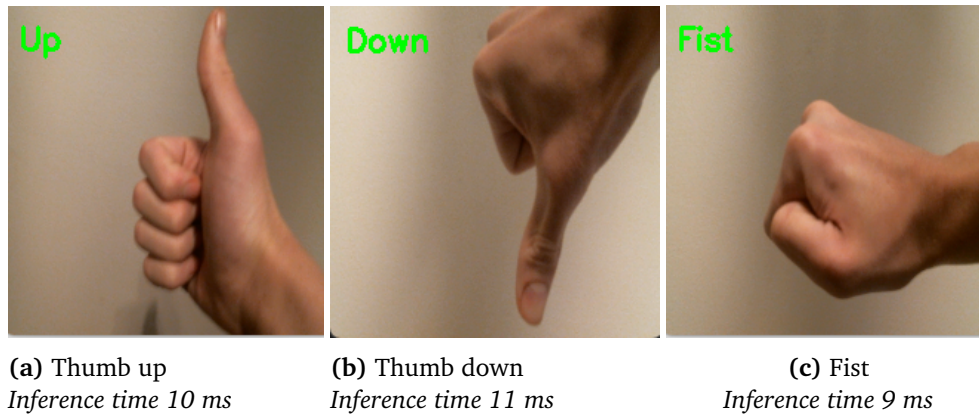 Up
Down
Fist
(a) Thumb up
Inference time 10 ms
(b) Thumb down
Inference time 11 ms
(c) Fist
Inference time 9 ms